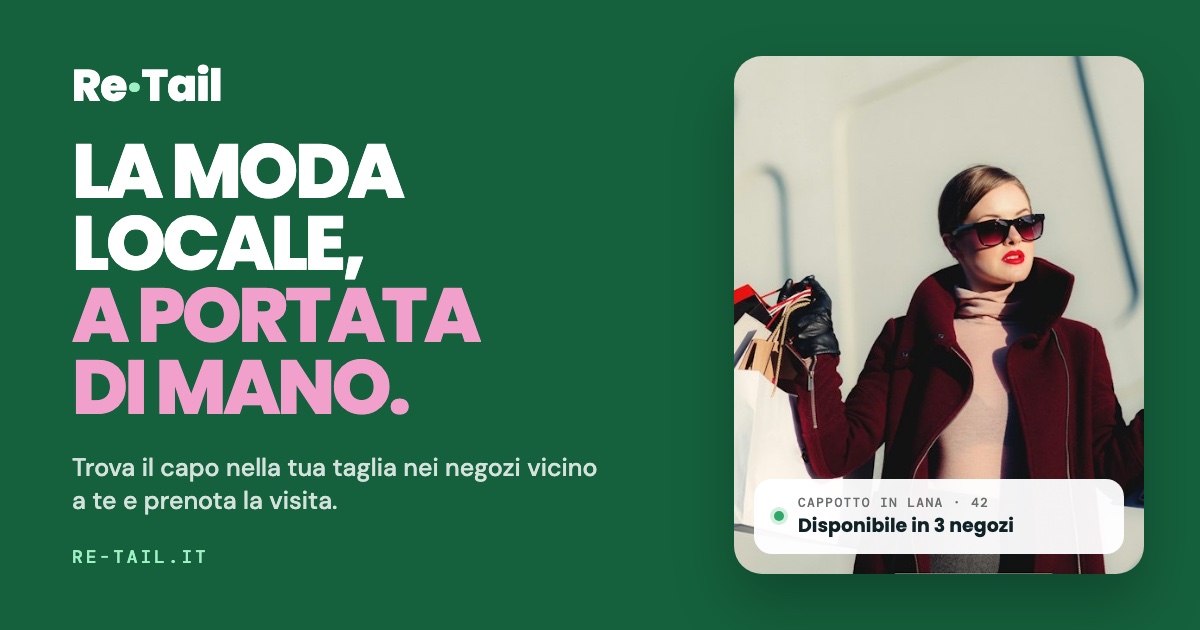 Re•Tail
LA MODA
LOCALE,
A PORTATA
DI MANO.
Trova il capo nella tua taglia nei negozi vicino
a te e prenota la visita.
RE-TAIL.IT
CAPPOTTO IN LANA · 42
Disponibile in 3 negozi